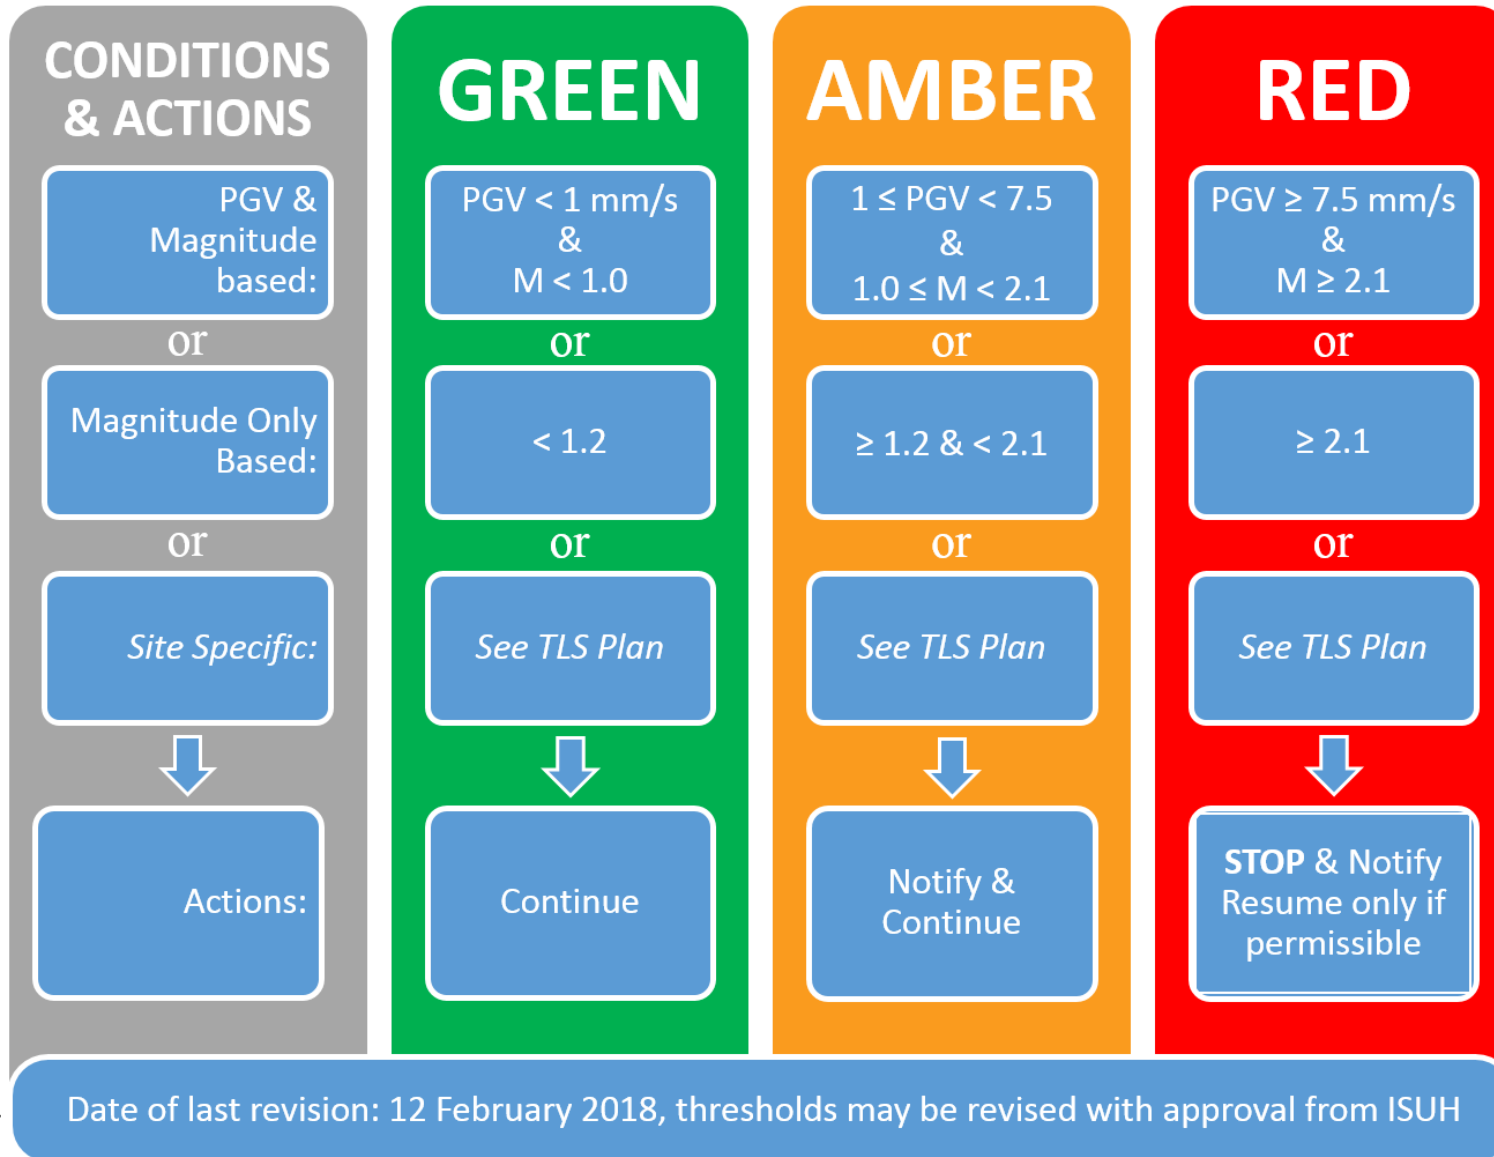 CONDITIONS
& ACTIONS
PGV &
Magnitude
based:
or
Magnitude Only
Based:
or
Site Specific:
Actions:
GREEN
PGV < 1 mm/s
&
M < 1.0
or
< 1.2
or
See TLS Plan
Continue
AMBER
1 ≤ PGV < 7.5
&
1.0 ≤ M < 2.1
or
≥ 1.2 & < 2.1
or
See TLS Plan
Notify &
Continue
RED
PGV ≥ 7.5 mm/s
&
M ≥ 2.1
or
≥ 2.1
or
See TLS Plan
STOP & Notify
Resume only if
permissible
Date of last revision: 12 February 2018, thresholds may be revised with approval from ISUH